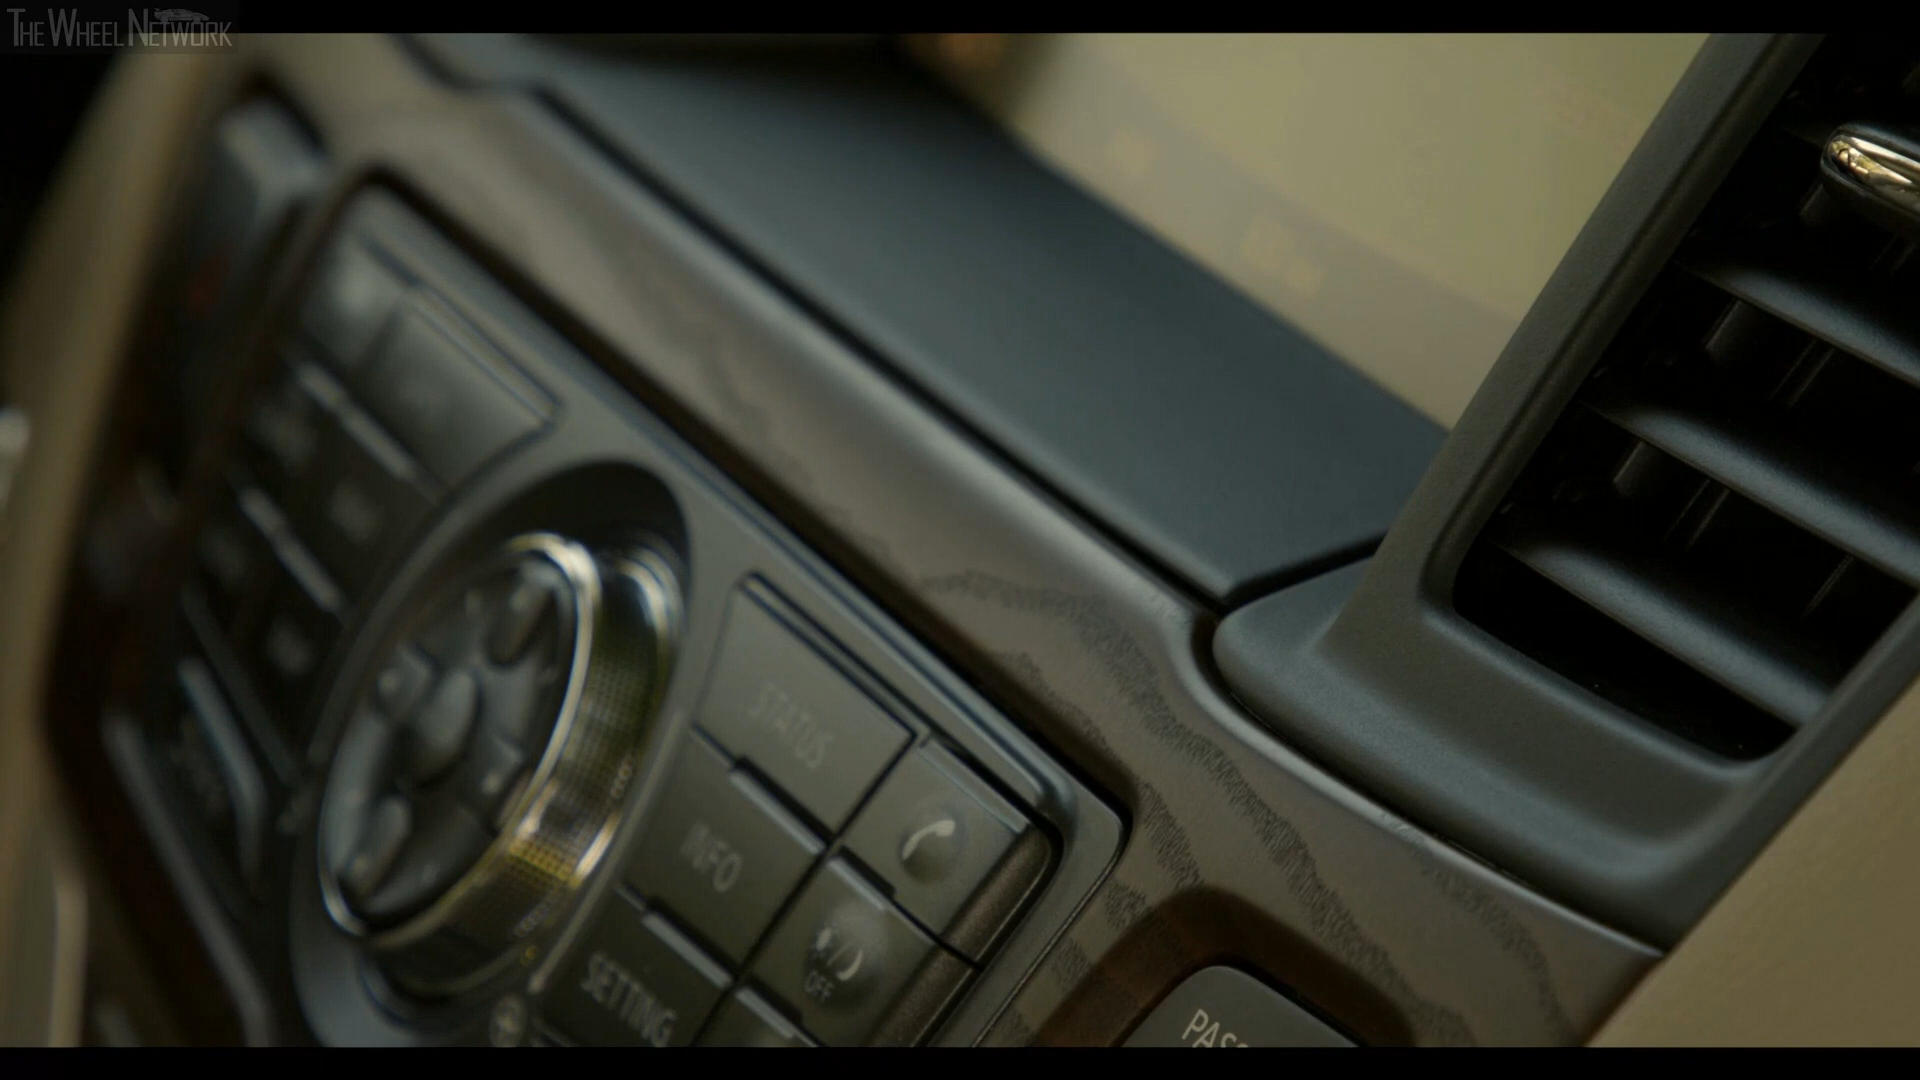 THE WHEEL NETWORK
STATUS
INFO
OFF
SETTING